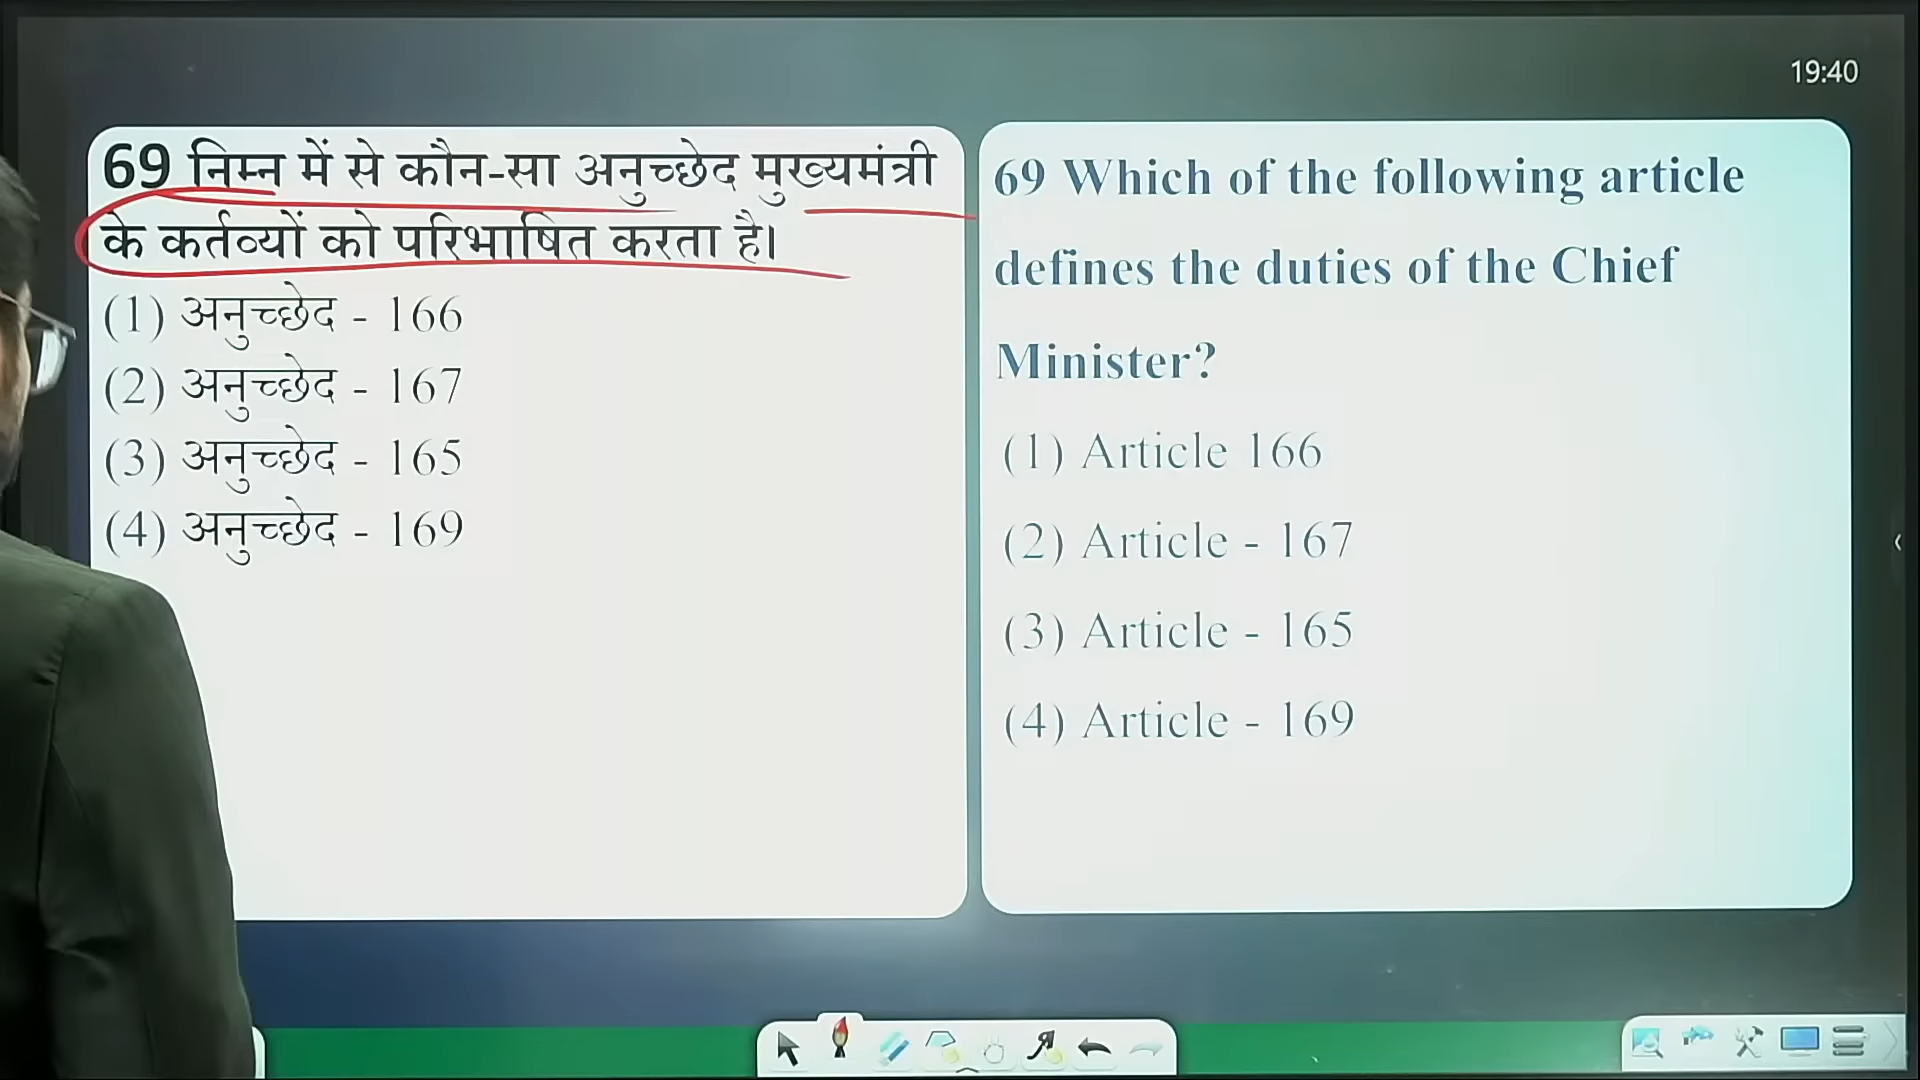 19:40
69 निम्न में से कौन-सा अनुच्छेद मुख्यमंत्री
के कर्तव्यों को परिभाषित करता है।
(1) अनुच्छेद - 166
(2) अनुच्छेद - 167
(3) अनुच्छेद - 165
(4) अनुच्छेद - 169
69 Which of the following article
defines the duties of the Chief
Minister?
(1) Article 166
(2) Article - 167
(3) Article - 165
(4) Article - 169